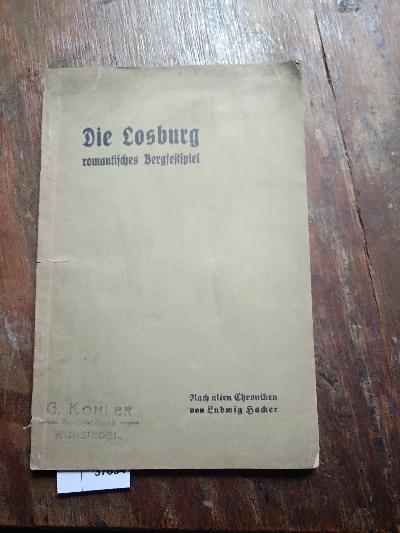 Die Losburg
romantisches Bergfestspiel
Nach alten Chroniken
von Ludwig Hacker
G. KOHLER
WUNSIEDEL